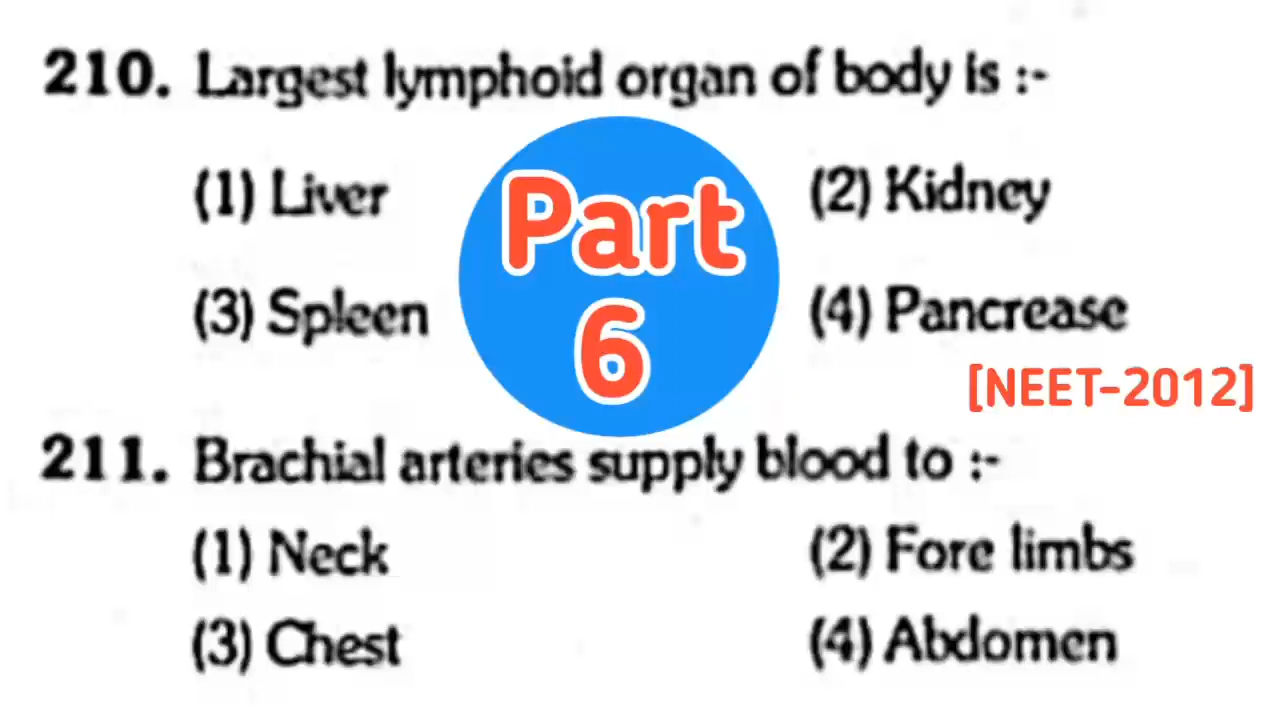 210. Largest lymphoid organ of body is :-
(1) Liver (2) Kidney
(3) Spleen (4) Pancrease
Part
6
[NEET-2012]
211. Brachial arteries supply blood to :-
(1) Neck (2) Fore limbs
(3) Chest (4) Abdomen